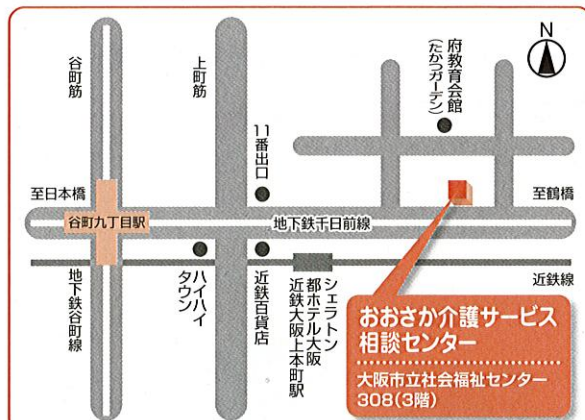 N
谷町筋
上町筋
府教育会館
(たかつガーデン)
11番出口
至日本橋
至鶴橋
谷町九丁目駅
地下鉄千日前線
地下鉄谷町線
ハイハイ
タウン
近鉄百貨店
シェラトン
都ホテル大阪
近鉄大阪上本町駅
近鉄線
おおさか介護サービス
相談センター
大阪市立社会福祉センター
308(3階)